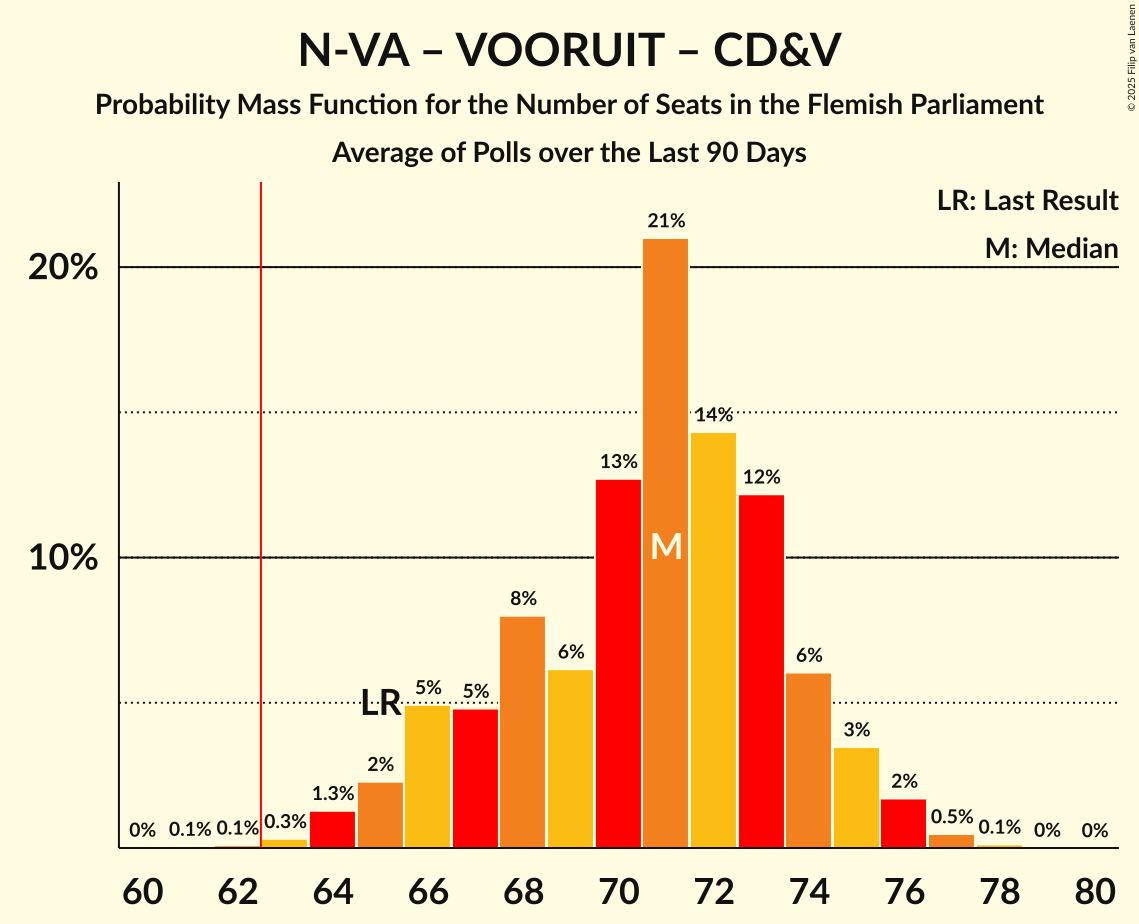 N-VA – VOORUIT – CD&V
Probability Mass Function for the Number of Seats in the Flemish Parliament
Average of Polls over the Last 90 Days
© 2025 Filip van Laenen
LR: Last Result
M: Median
20%
10%
0%
0.1%
0.1%
0.3%
1.3%
2%
LR
5%
5%
8%
6%
13%
21%
M
14%
12%
6%
3%
2%
0.5%
0.1%
0%
0%
60 62 64 66 68 70 72 74 76 78 80